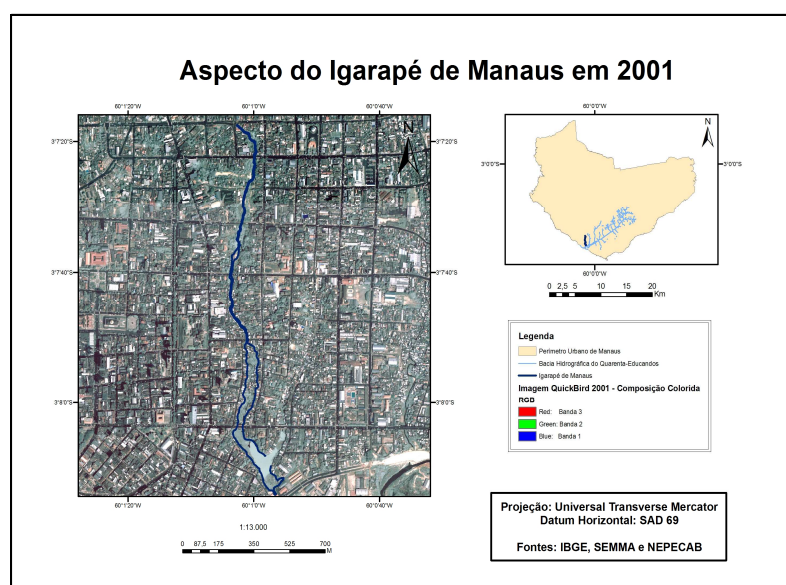 Aspecto do Igarapé de Manaus em 2001
60°1'20"W 60°1'0"W 60°0'40"W
3°7'20"S
3°7'20"S
N
3°7'40"S
3°7'40"S
3°8'0"S
3°8'0"S
60°1'20"W 60°1'0"W 60°0'40"W
1:13.000
0 87,5 175 350 525 700
M
60°0'0"W
N
3°0'0"S
3°0'0"S
60°0'0"W
0 2,5 5 10 15 20
Km
Legenda
Perímetro Urbano de Manaus
Bacia Hidrográfica do Quarenta-Educandos
Igarapé de Manaus
Imagem QuickBird 2001 - Composição Colorida
RGB
Red: Banda 3
Green: Banda 2
Blue: Banda 1
Projeção: Universal Transverse Mercator
Datum Horizontal: SAD 69
Fontes: IBGE, SEMMA e NEPECAB